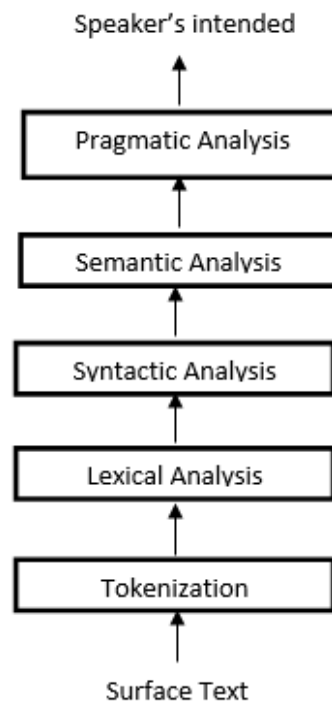 Speaker's intended
Pragmatic Analysis
Semantic Analysis
Syntactic Analysis
Lexical Analysis
Tokenization
Surface Text